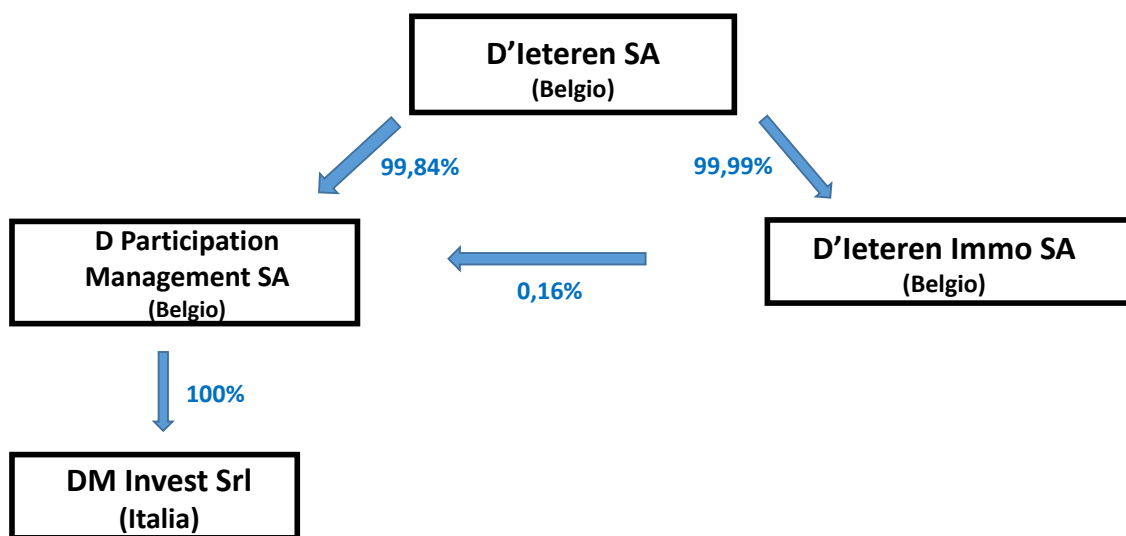 D’Ieteren SA
(Belgio)
99,84%
99,99%
D Participation
Management SA
(Belgio)
D’Ieteren Immo SA
(Belgio)
0,16%
100%
DM Invest Srl
(Italia)